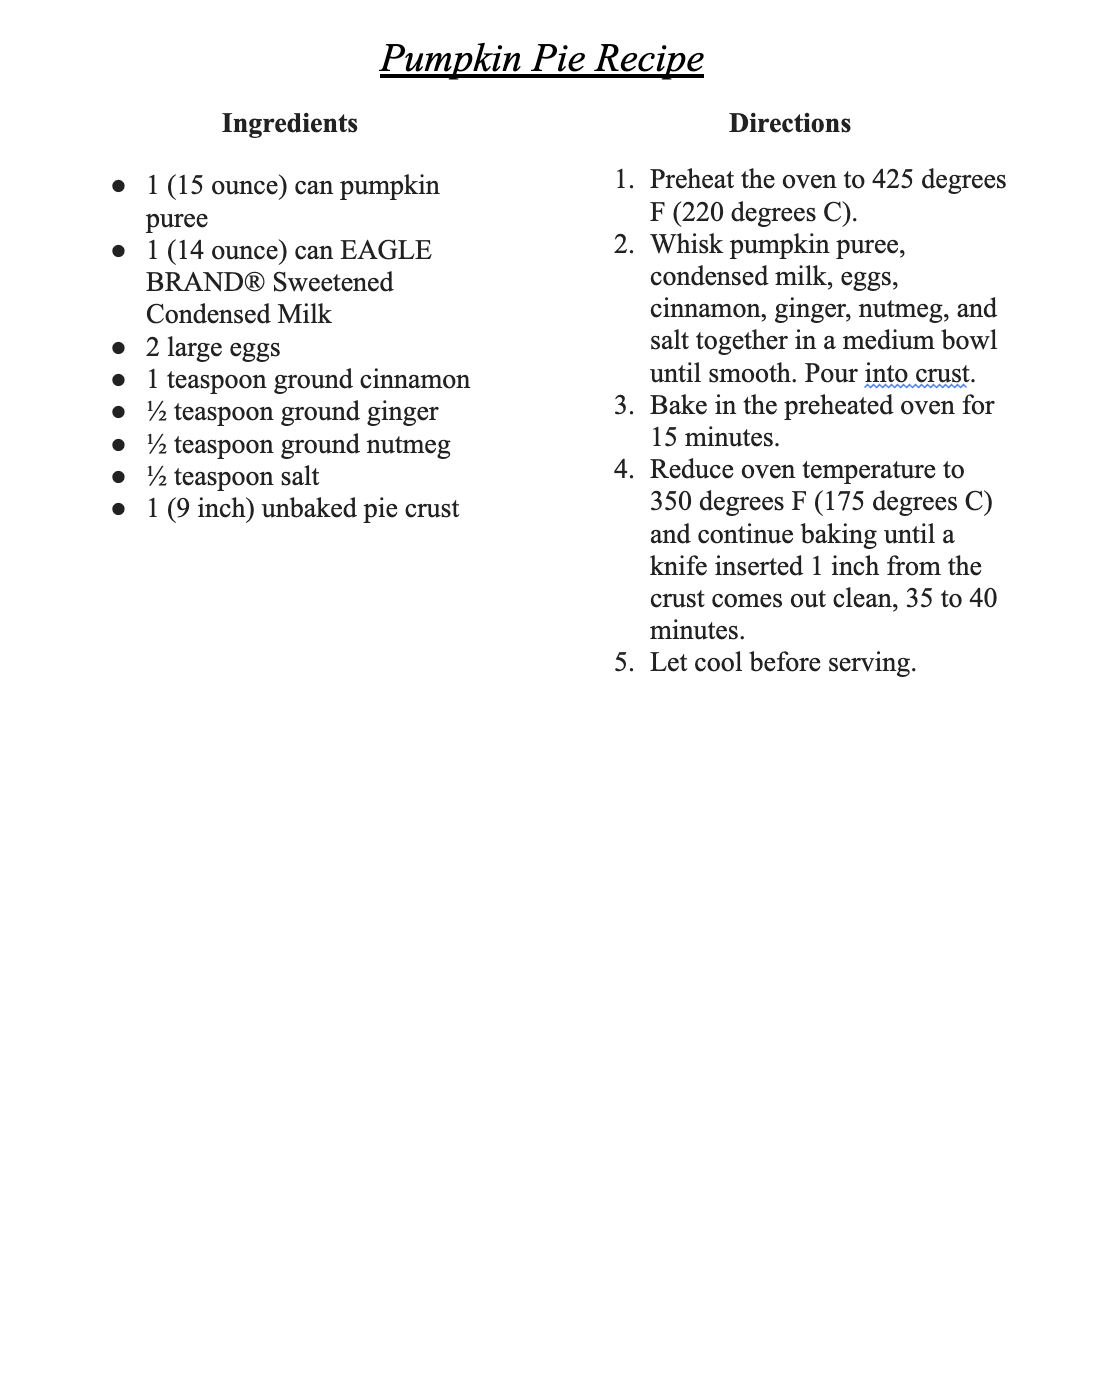 Pumpkin Pie Recipe
Ingredients
● 1 (15 ounce) can pumpkin
puree
● 1 (14 ounce) can EAGLE
BRAND® Sweetened
Condensed Milk
● 2 large eggs
● 1 teaspoon ground cinnamon
● ½ teaspoon ground ginger
● ½ teaspoon ground nutmeg
● ½ teaspoon salt
● 1 (9 inch) unbaked pie crust
Directions
1. Preheat the oven to 425 degrees
F (220 degrees C).
2. Whisk pumpkin puree,
condensed milk, eggs,
cinnamon, ginger, nutmeg, and
salt together in a medium bowl
until smooth. Pour into crust.
3. Bake in the preheated oven for
15 minutes.
4. Reduce oven temperature to
350 degrees F (175 degrees C)
and continue baking until a
knife inserted 1 inch from the
crust comes out clean, 35 to 40
minutes.
5. Let cool before serving.